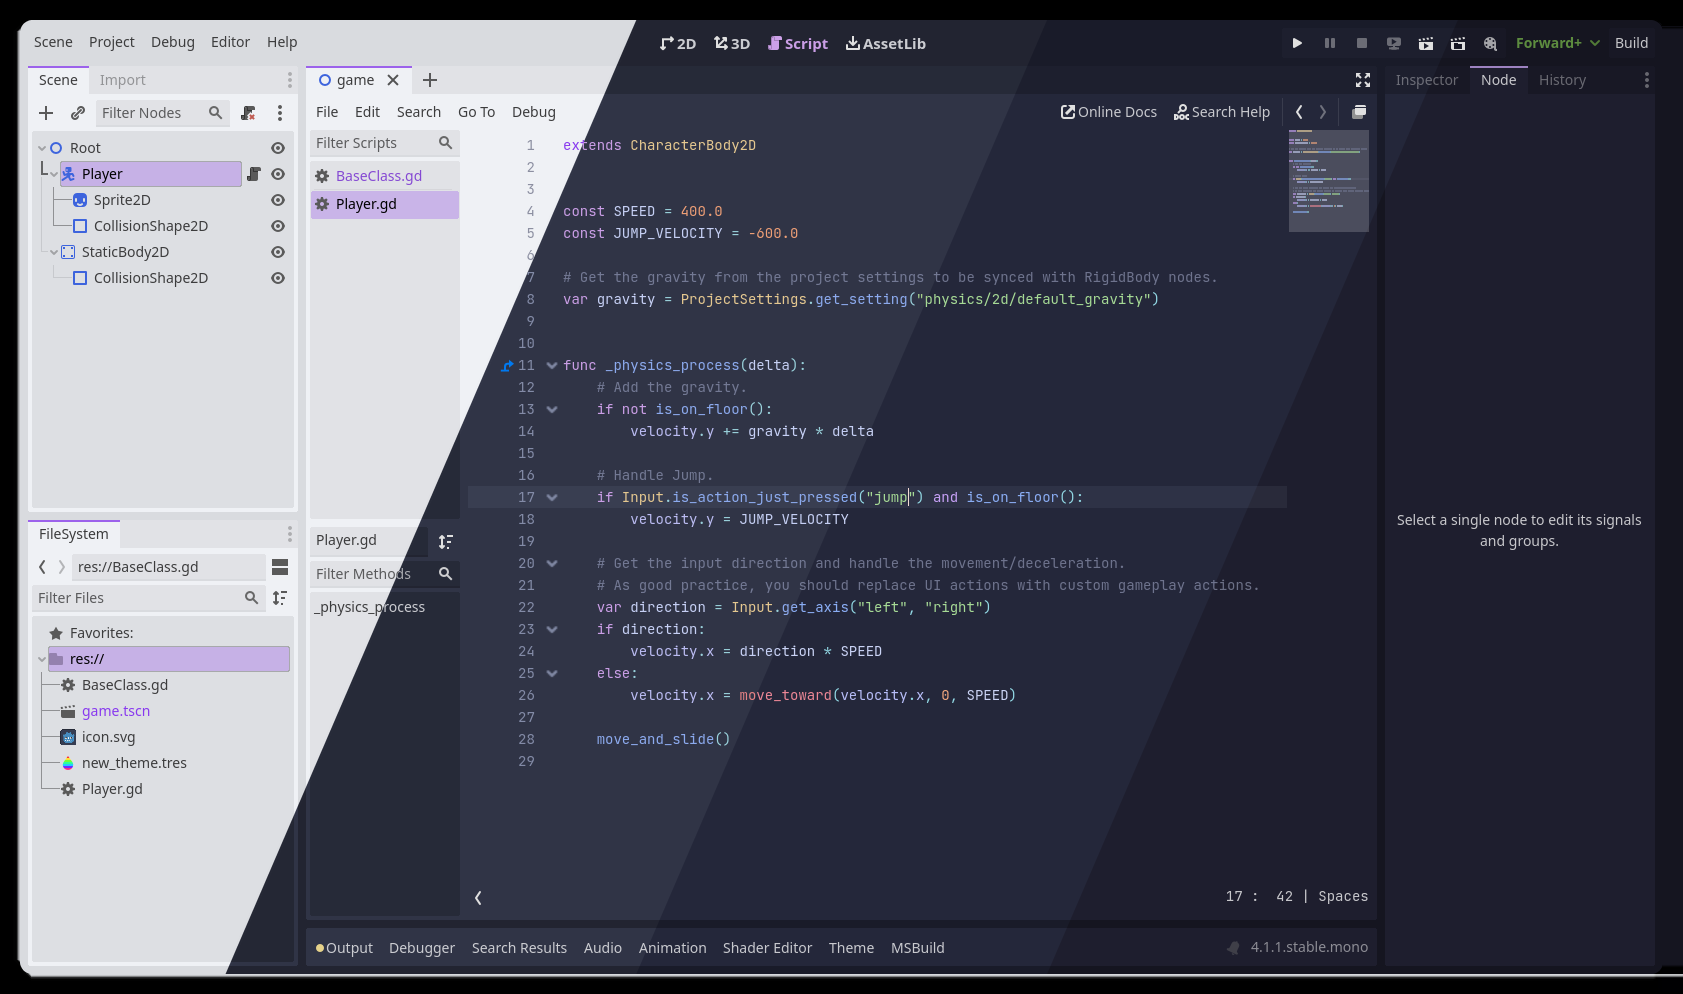 Scene Project Debug Editor Help
2D 3D Script AssetLib
Forward+ Build
Scene Import
Filter Nodes
Root
Player
Sprite2D
CollisionShape2D
StaticBody2D
CollisionShape2D
FileSystem
res://BaseClass.gd
Filter Files
Favorites:
res://
BaseClass.gd
game.tscn
icon.svg
new_theme.tres
Player.gd
game
File Edit Search Go To Debug
Online Docs Search Help
Filter Scripts
BaseClass.gd
Player.gd
Player.gd
Filter Methods
_physics_process
1 extends CharacterBody2D
2
3
4 const SPEED = 400.0
5 const JUMP_VELOCITY = -600.0
6
7 # Get the gravity from the project settings to be synced with RigidBody nodes.
8 var gravity = ProjectSettings.get_setting("physics/2d/default_gravity")
9
10
11 func _physics_process(delta):
12 # Add the gravity.
13 if not is_on_floor():
14 velocity.y += gravity * delta
15
16 # Handle Jump.
17 if Input.is_action_just_pressed("jump") and is_on_floor():
18 velocity.y = JUMP_VELOCITY
19
20 # Get the input direction and handle the movement/deceleration.
21 # As good practice, you should replace UI actions with custom gameplay actions.
22 var direction = Input.get_axis("left", "right")
23 if direction:
24 velocity.x = direction * SPEED
25 else:
26 velocity.x = move_toward(velocity.x, 0, SPEED)
27
28 move_and_slide()
29
17 : 42 | Spaces
Output Debugger Search Results Audio Animation Shader Editor Theme MSBuild
4.1.1.stable.mono
Inspector Node History
Select a single node to edit its signals
and groups.